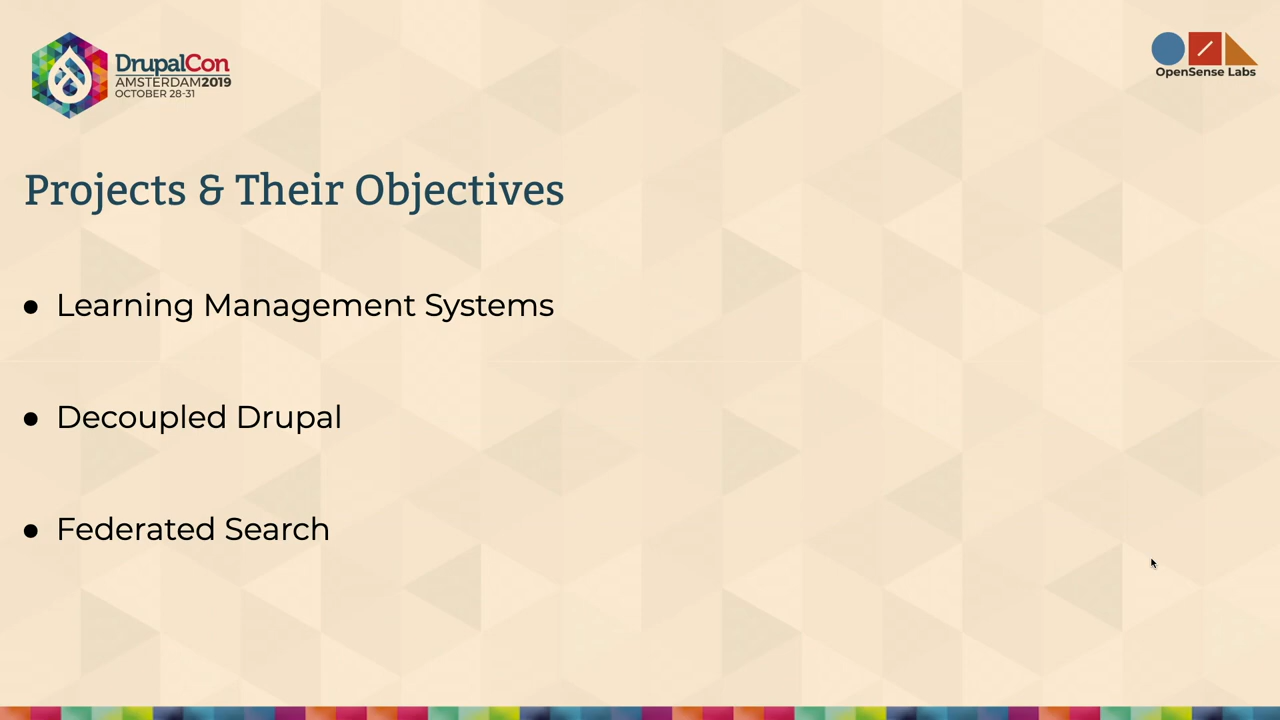 DrupalCon
AMSTERDAM2019
OCTOBER 28-31
OpenSense Labs
Projects & Their Objectives
● Learning Management Systems
● Decoupled Drupal
● Federated Search